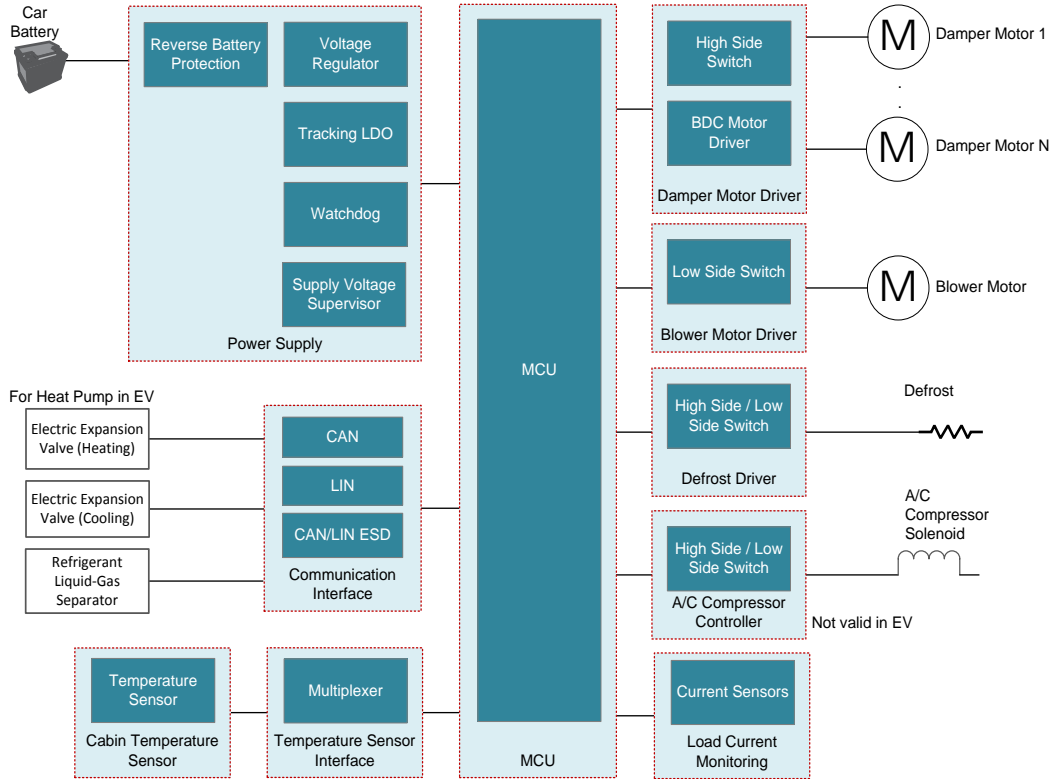 Car
Battery
Reverse Battery
Protection
Voltage
Regulator
Tracking LDO
Watchdog
Supply Voltage
Supervisor
Power Supply
For Heat Pump in EV
Electric Expansion
Valve (Heating)
Electric Expansion
Valve (Cooling)
Refrigerant
Liquid-Gas
Separator
CAN
LIN
CAN/LIN ESD
Communication
Interface
Temperature
Sensor
Cabin Temperature
Sensor
Multiplexer
Temperature Sensor
Interface
MCU
MCU
High Side
Switch
BDC Motor
Driver
Damper Motor Driver
M
Damper Motor 1
.
.
M
Damper Motor N
Low Side Switch
Blower Motor Driver
M
Blower Motor
High Side / Low
Side Switch
Defrost Driver
Defrost
High Side / Low
Side Switch
A/C Compressor
Controller
A/C
Compressor
Solenoid
Not valid in EV
Current Sensors
Load Current
Monitoring